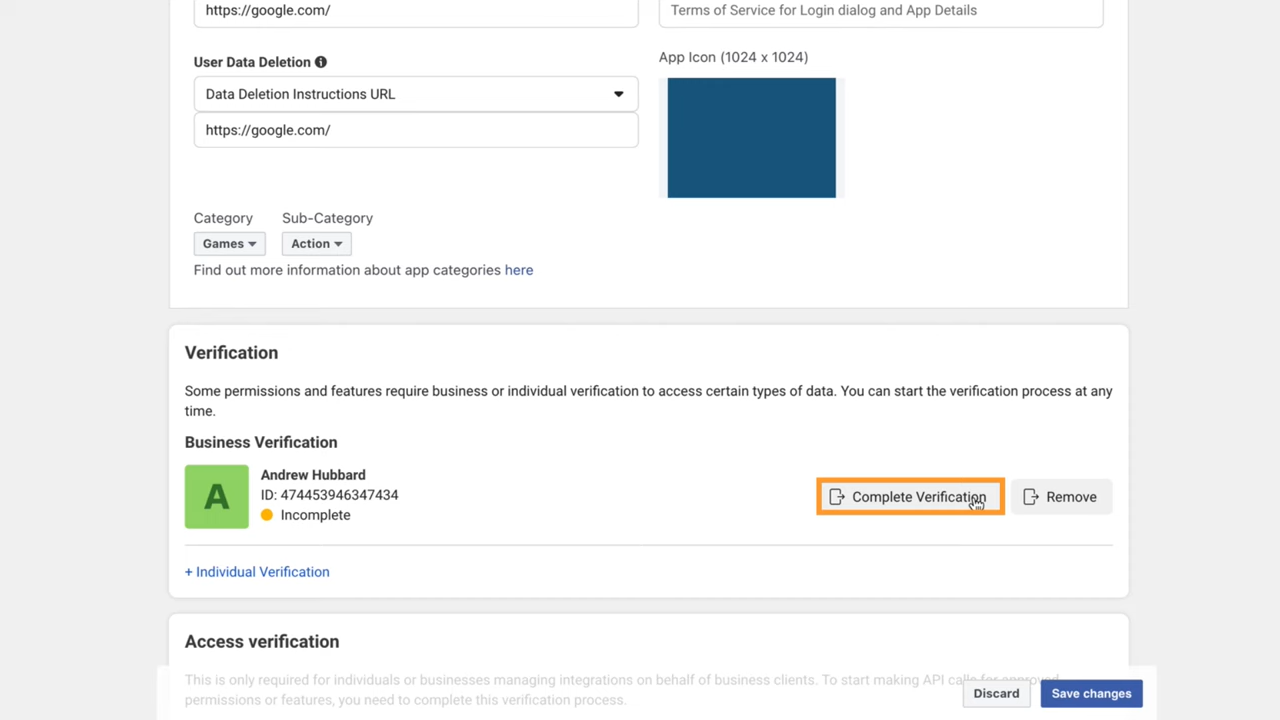 https://google.com/
Terms of Service for Login dialog and App Details
User Data Deletion
App Icon (1024 x 1024)
Data Deletion Instructions URL
https://google.com/
Category
Sub-Category
Games
Action
Find out more information about app categories here
Verification
Some permissions and features require business or individual verification to access certain types of data. You can start the verification process at any
time.
Business Verification
A
Andrew Hubbard
ID: 474453946347434
Incomplete
Complete Verification
Remove
+ Individual Verification
Access verification
This is only required for individuals or businesses managing integrations on behalf of business clients. To start making API calls for approved
permissions or features, you need to complete this verification process.
Discard
Save changes